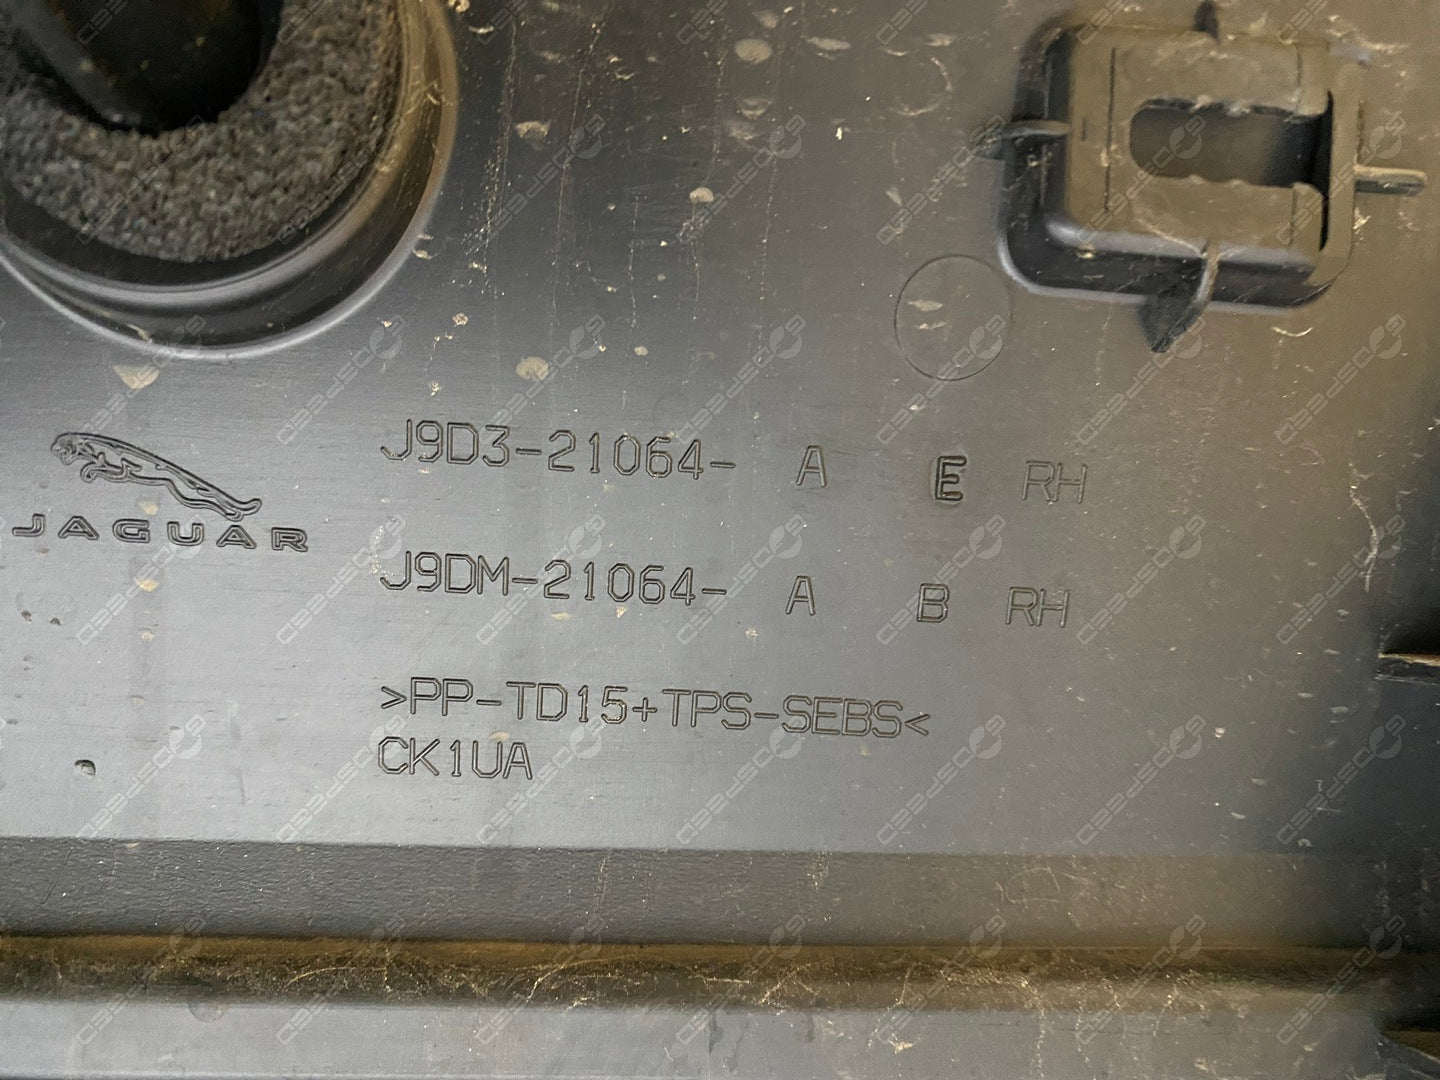 J9D3-21064- A E RH
JAGUAR
J9DM-21064- A B RH
>PP-TD15+TPS-SEBS<
CK1UA